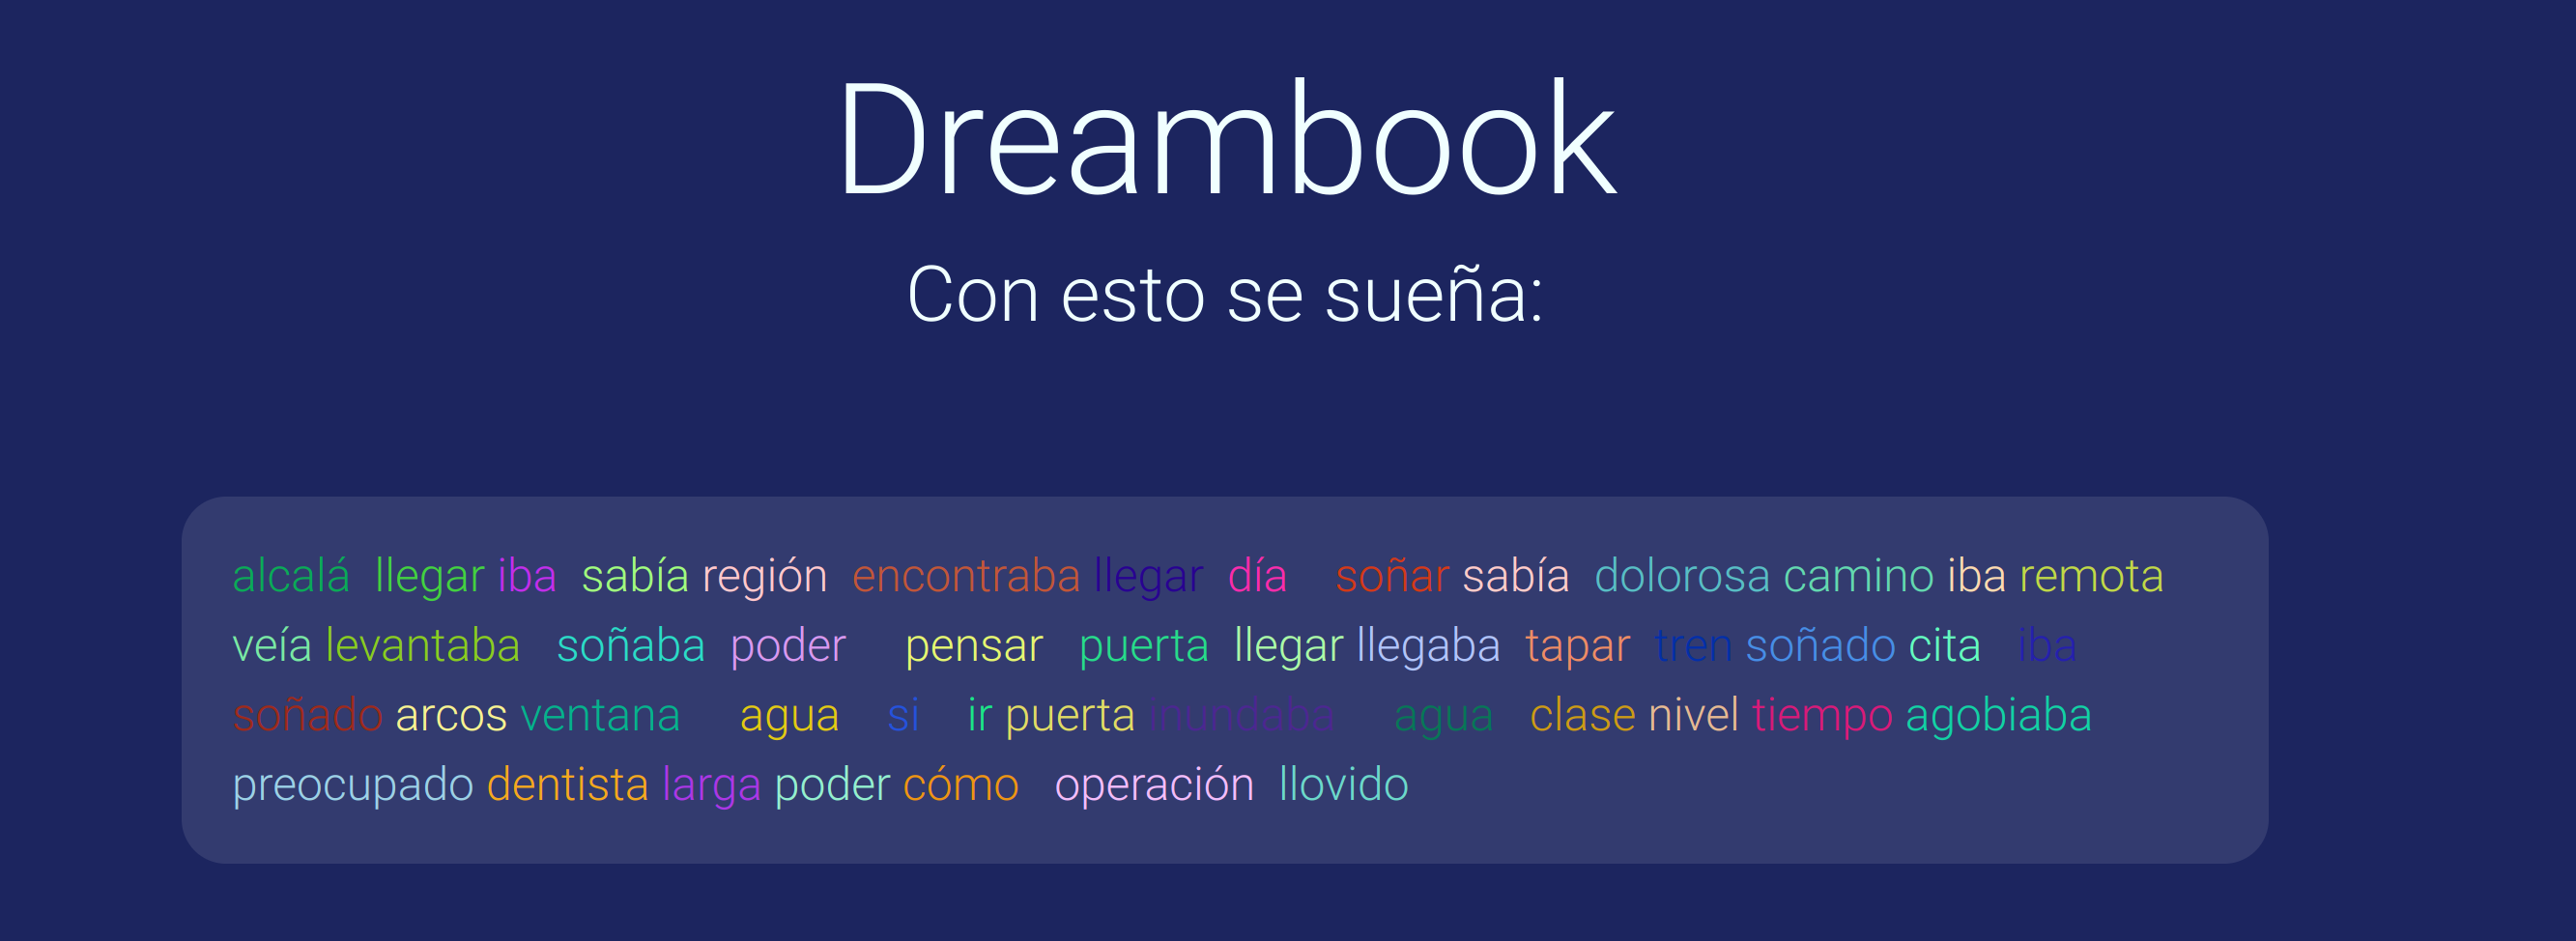 Dreambook
Con esto se sueña:
alcalá llegar iba sabía región encontraba llegar día soñar sabía dolorosa camino iba remota
veía levantaba soñaba poder pensar puerta llegar llegaba tapar tren soñado cita iba
soñado arcos ventana agua si ir puerta inundaba agua clase nivel tiempo agobiaba
preocupado dentista larga poder cómo operación llovido